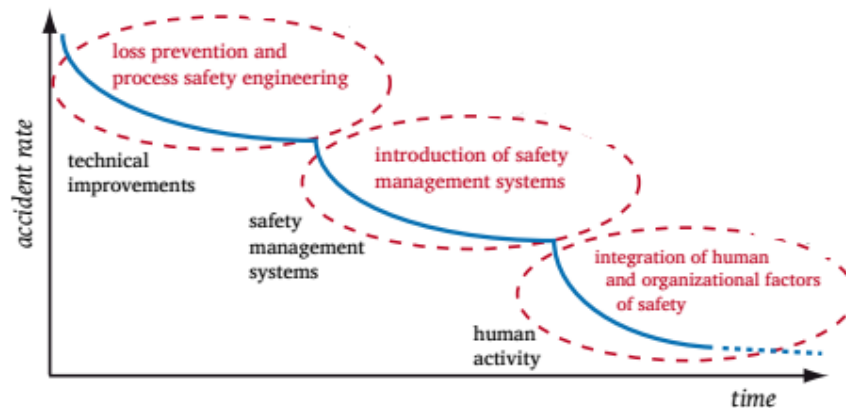 loss prevention and
process safety engineering
technical
improvements
introduction of safety
management systems
safety
management
systems
integration of human
and organizational factors
of safety
human
activity
accident rate
time